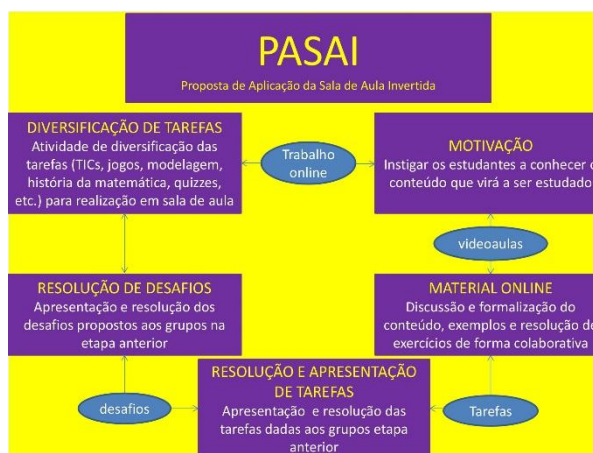 PASAI
Proposta de Aplicação da Sala de Aula Invertida
DIVERSIFICAÇÃO DE TAREFAS
Atividade de diversificação das
tarefas (TICs, jogos, modelagem,
história da matemática, quizzes,
etc.) para realização em sala de aula
Trabalho
online
MOTIVAÇÃO
Instigar os estudantes a conhecer o
conteúdo que virá a ser estudado
videoaulas
RESOLUÇÃO DE DESAFIOS
Apresentação e resolução dos
desafios propostos aos grupos na
etapa anterior
MATERIAL ONLINE
Discussão e formalização do
conteúdo, exemplos e resolução de
exercícios de forma colaborativa
RESOLUÇÃO E APRESENTAÇÃO
DE TAREFAS
Apresentação e resolução das
tarefas dadas aos grupos etapa
anterior
desafios
Tarefas